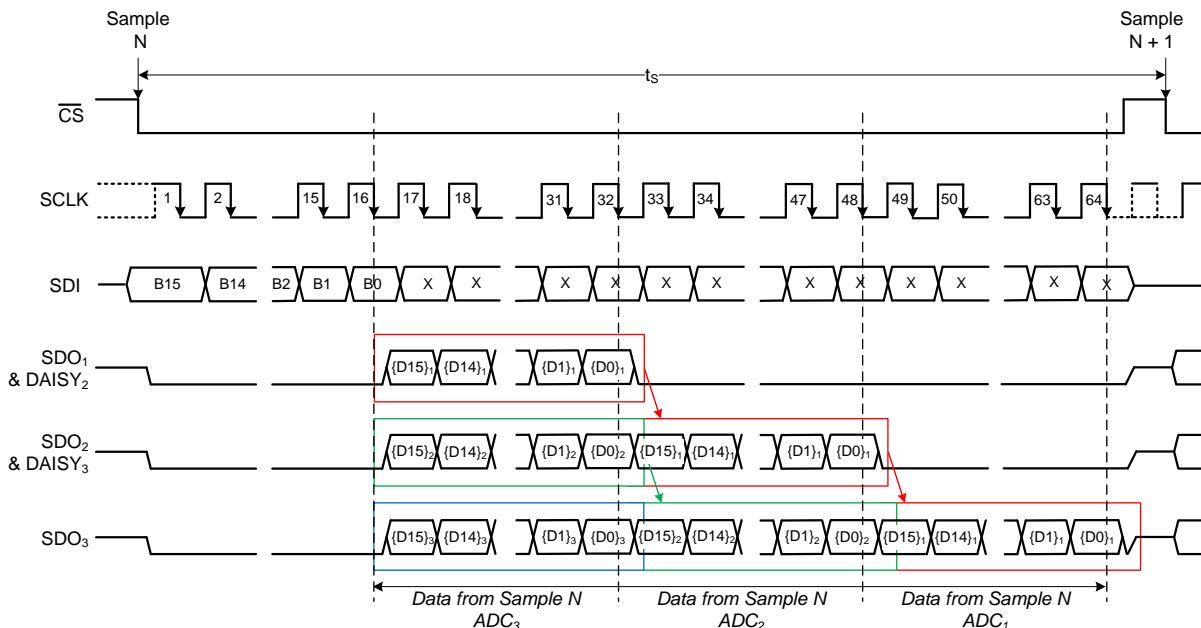 Sample
N
Sample
N + 1
tS
CS
SCLK
1 2 15 16 17 18 31 32 33 34 47 48 49 50 63 64
SDI
B15 B14 B2 B1 B0 X X X X X X X X X X X X
SDO1
& DAISY2
{D15}1 {D14}1 {D1}1 {D0}1
SDO2
& DAISY3
{D15}2 {D14}2 {D1}2 {D0}2 {D15}1 {D14}1 {D1}1 {D0}1
SDO3
{D15}3 {D14}3 {D1}3 {D0}3 {D15}2 {D14}2 {D1}2 {D0}2 {D15}1 {D14}1 {D1}1 {D0}1
Data from Sample N
ADC3
Data from Sample N
ADC2
Data from Sample N
ADC1